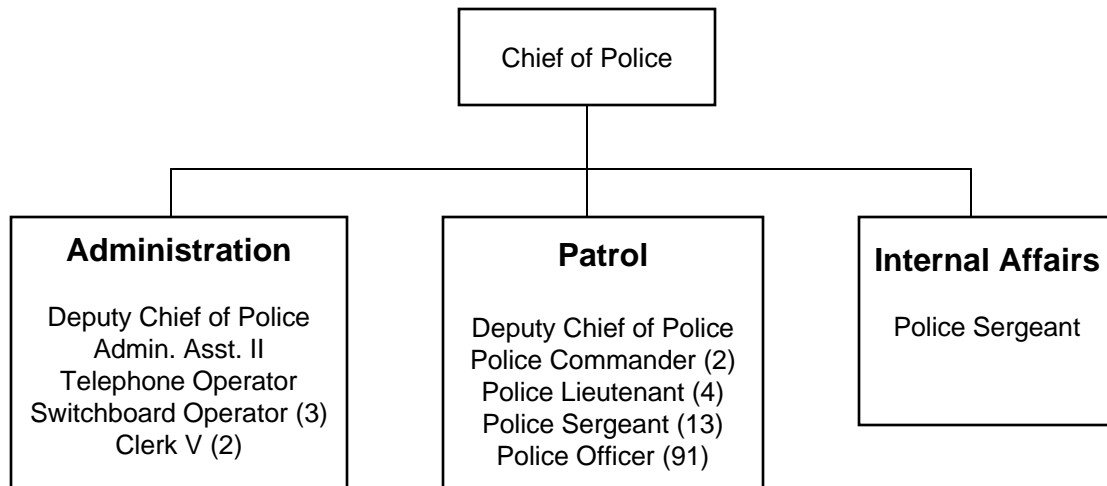 Chief of Police
Administration
Deputy Chief of Police
Admin. Asst. II
Telephone Operator
Switchboard Operator (3)
Clerk V (2)
Patrol
Deputy Chief of Police
Police Commander (2)
Police Lieutenant (4)
Police Sergeant (13)
Police Officer (91)
Internal Affairs
Police Sergeant